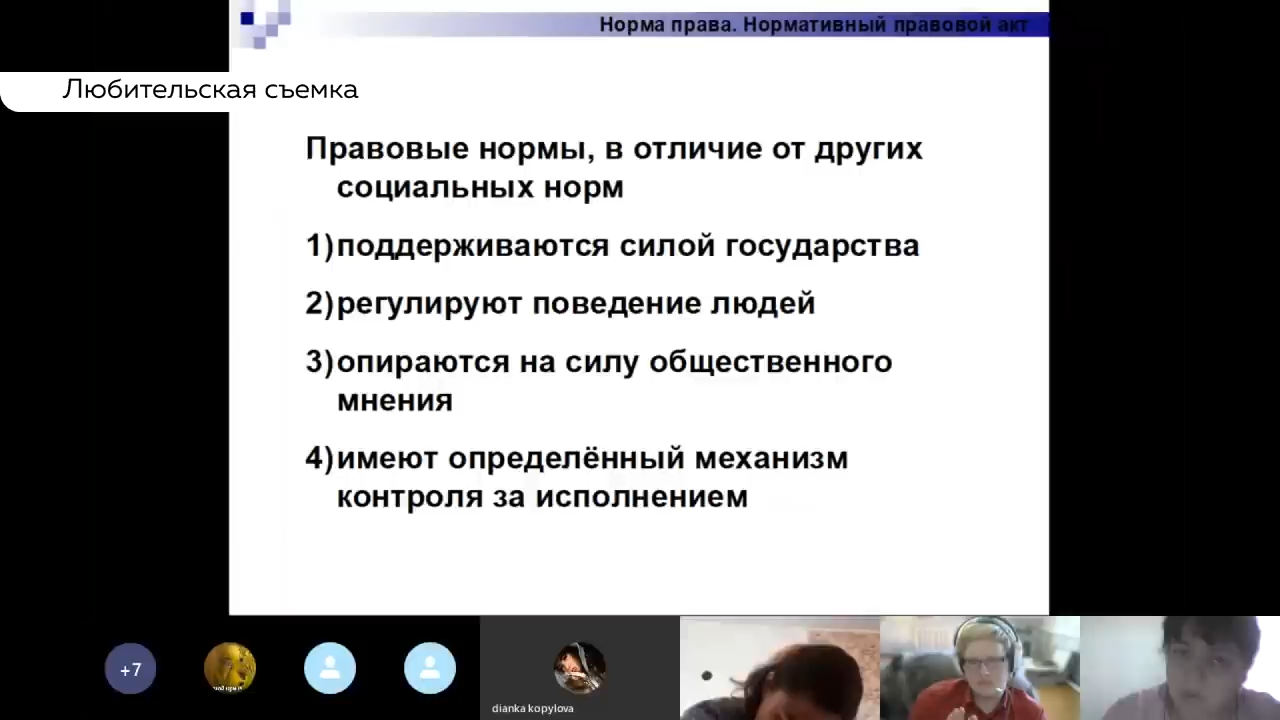 Норма права. Нормативный правовой акт
Любительская съемка
Правовые нормы, в отличие от других
социальных норм
1)поддерживаются силой государства
2)регулируют поведение людей
3)опираются на силу общественного
мнения
4)имеют определённый механизм
контроля за исполнением
+7
dianka kopylova